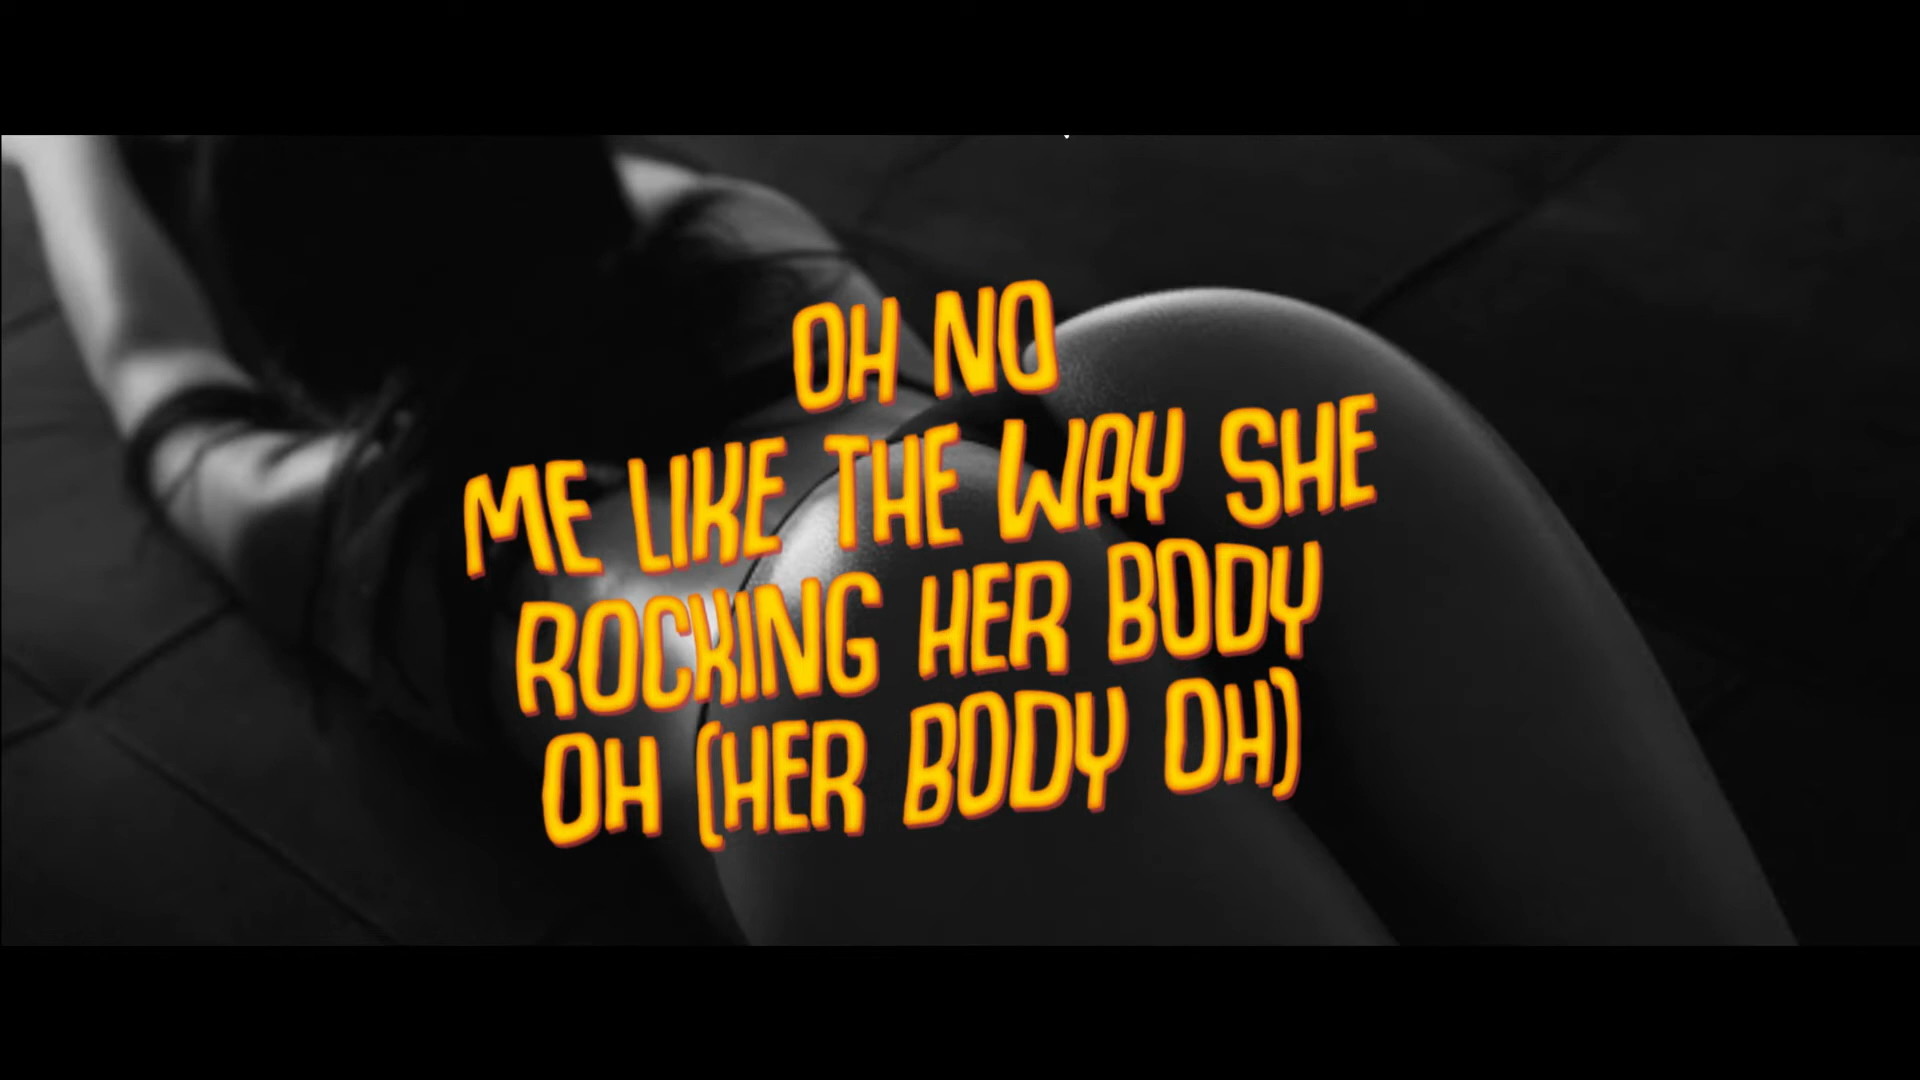 OH NO
ME LIKE THE WAY SHE
ROCKING HER BODY
OH (HER BODY OH)